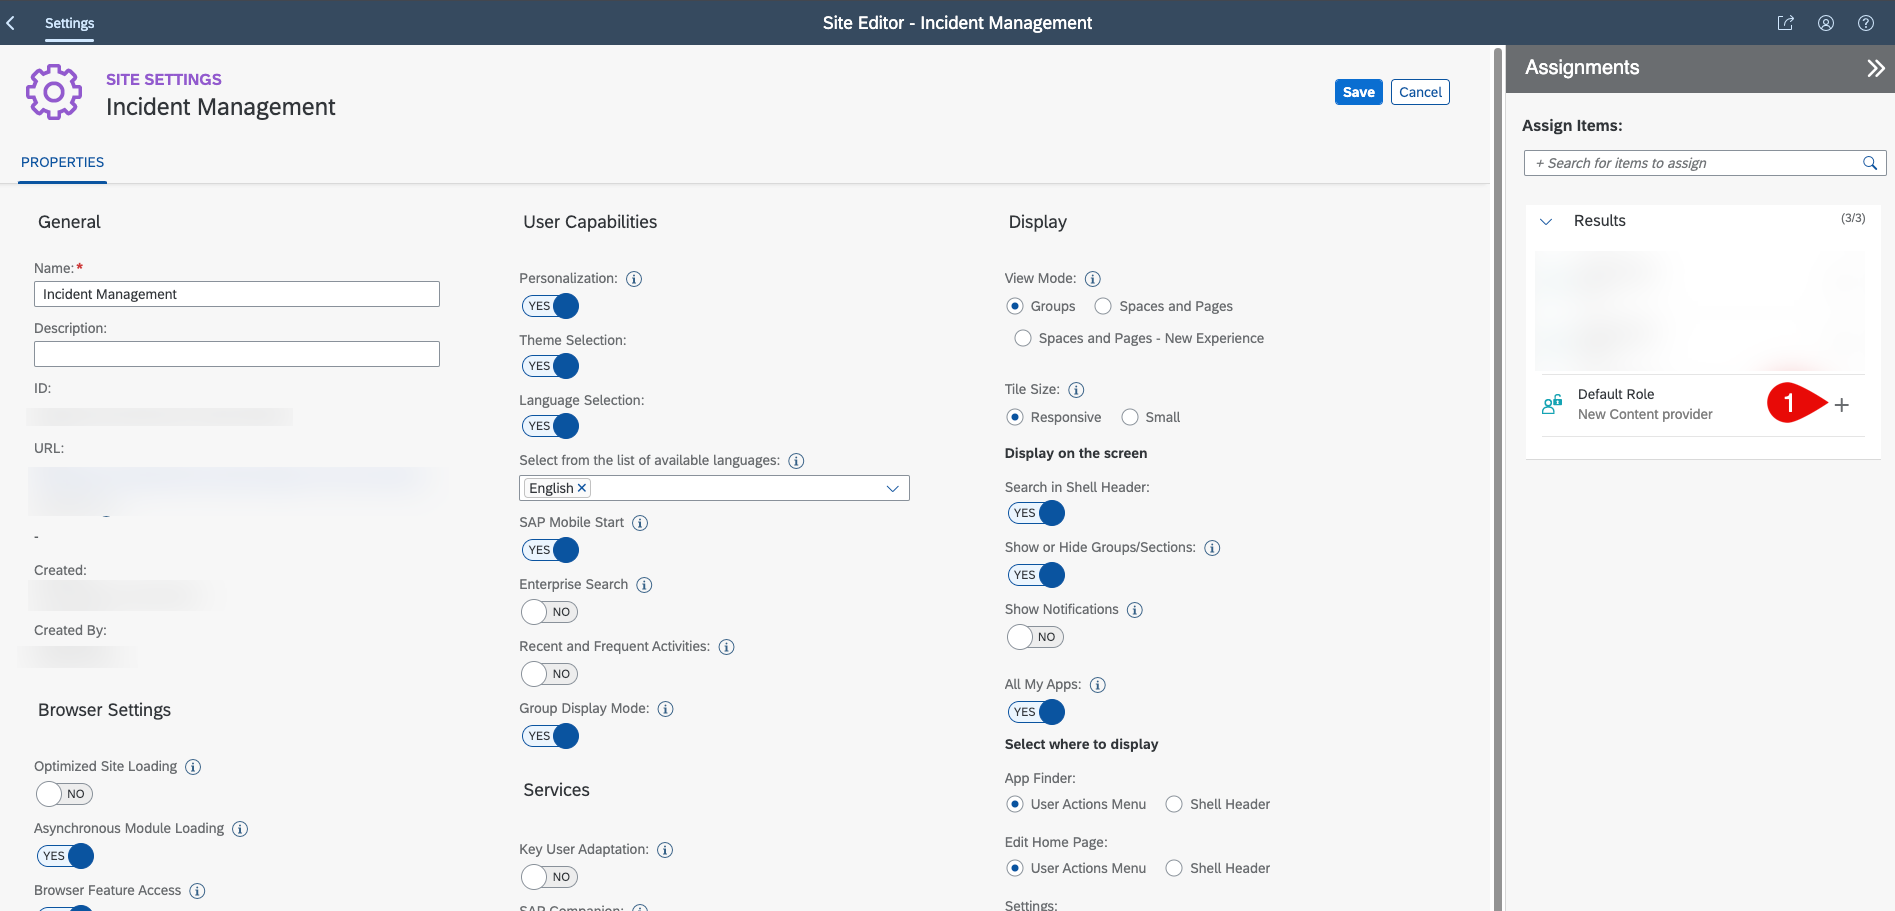 Settings
Site Editor - Incident Management
SITE SETTINGS
Incident Management
Save
Cancel
PROPERTIES
General
Name:*
Incident Management
Description:
ID:
URL:
-
Created:
Created By:
Browser Settings
Optimized Site Loading
NO
Asynchronous Module Loading
YES
Browser Feature Access
User Capabilities
Personalization:
YES
Theme Selection:
YES
Language Selection:
YES
Select from the list of available languages:
English
SAP Mobile Start
YES
Enterprise Search
NO
Recent and Frequent Activities:
NO
Group Display Mode:
YES
Services
Key User Adaptation:
NO
SAP Companion:
Display
View Mode:
Groups Spaces and Pages
Spaces and Pages - New Experience
Tile Size:
Responsive Small
Display on the screen
Search in Shell Header:
YES
Show or Hide Groups/Sections:
YES
Show Notifications
NO
All My Apps:
YES
Select where to display
App Finder:
User Actions Menu Shell Header
Edit Home Page:
User Actions Menu Shell Header
Settings:
Assignments
Assign Items:
+ Search for items to assign
Results (3/3)
Default Role
New Content provider
1